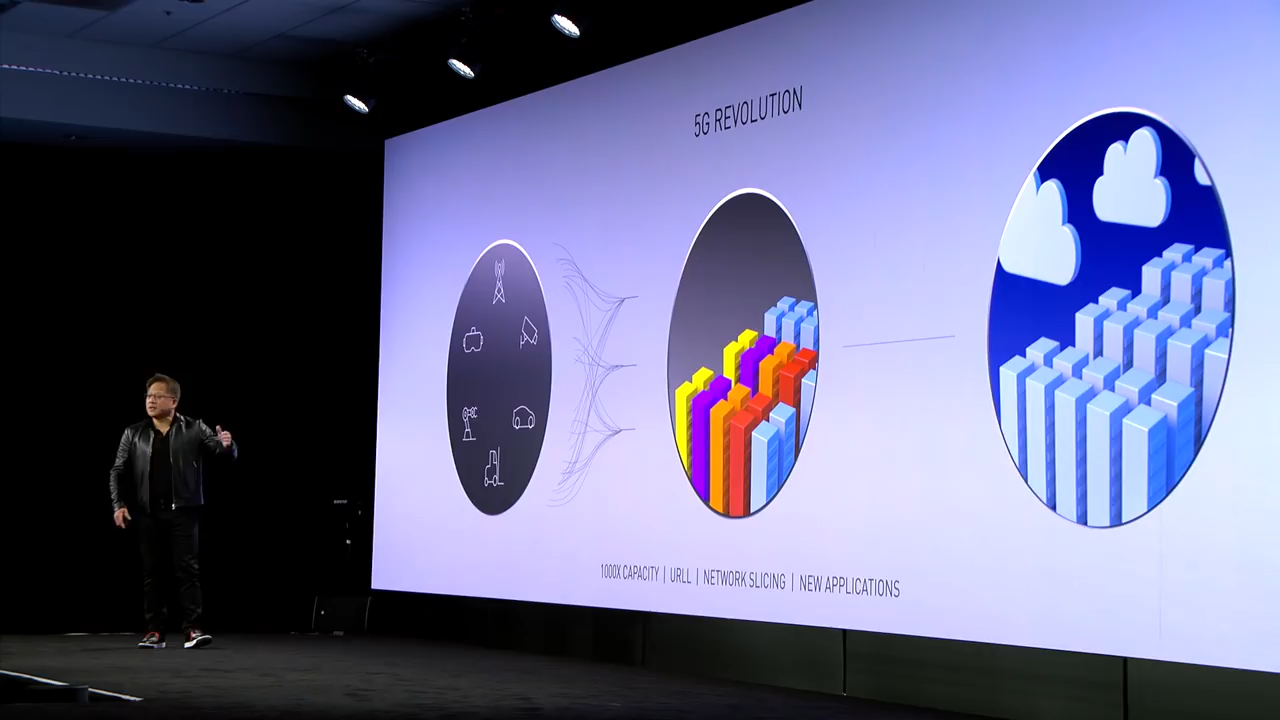 5G REVOLUTION
1000X CAPACITY | URLL | NETWORK SLICING | NEW APPLICATIONS